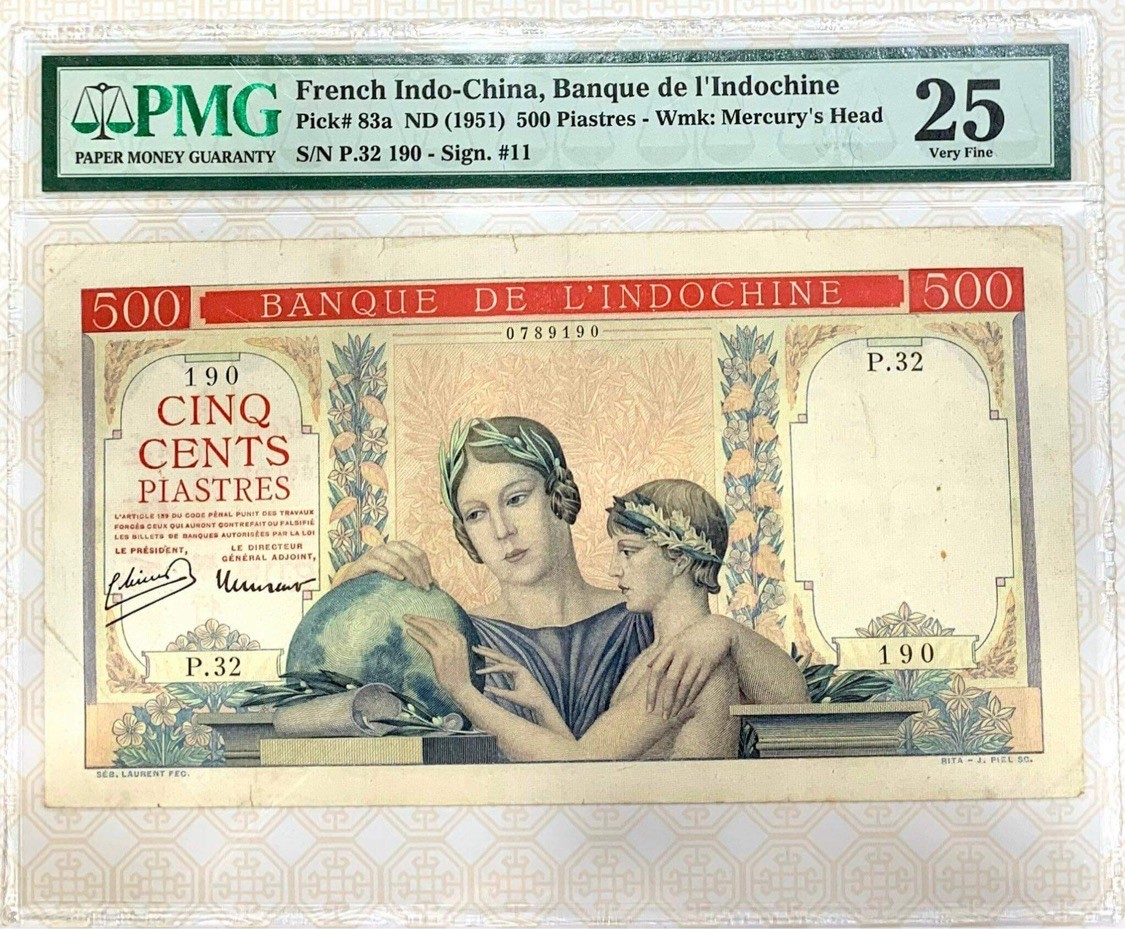 PMG
PAPER MONEY GUARANTY
French Indo-China, Banque de l'Indochine
Pick# 83a ND (1951) 500 Piastres - Wmk: Mercury's Head
S/N P.32 190 - Sign. #11
25
Very Fine
500 BANQUE DE L'INDOCHINE 500
0789190
190
P.32
CINQ
CENTS
PIASTRES
L'ARTICLE 139 DU CODE PÉNAL PUNIT DES TRAVAUX
FORCÉS CEUX QUI AURONT CONTREFAIT OU FALSIFIÉ
LES BILLETS DE BANQUES AUTORISÉES PAR LA LOI
LE PRÉSIDENT,
LE DIRECTEUR
GÉNÉRAL ADJOINT,
P.32
190
SÉB. LAURENT FEC.
RITA - J. PIEL SC.